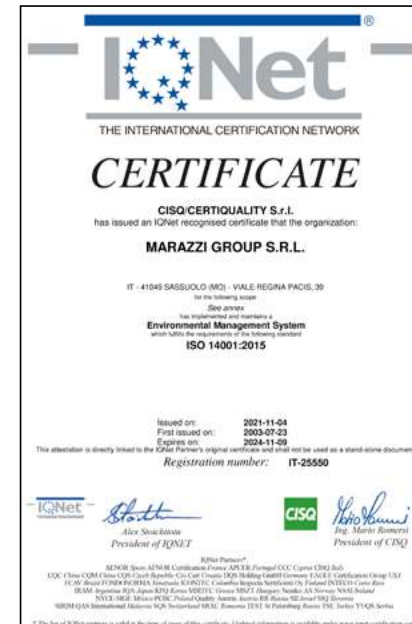 ®
IQNet
THE INTERNATIONAL CERTIFICATION NETWORK
CERTIFICATE
CISQ/CERTIQUALITY S.r.l.
has issued an IQNet recognised certificate that the organization:
MARAZZI GROUP S.R.L.
IT - 41049 SASSUOLO (MO) - VIALE REGINA PACIS, 39
for the following scope
See annex
has implemented and maintains a
Environmental Management System
which fulfills the requirements of the following standard
ISO 14001:2015
Issued on: 2021-11-04
First issued on: 2003-07-23
Expires on: 2024-11-09
This attestation is directly linked to the IQNet Partner's original certificate and shall not be used as a stand-alone document
Registration number: IT-25550
IQNet
CISQ
Alex Stoichitoiu
President of IQNET
Ing. Mario Romersi
President of CISQ
IQNet Partners*: